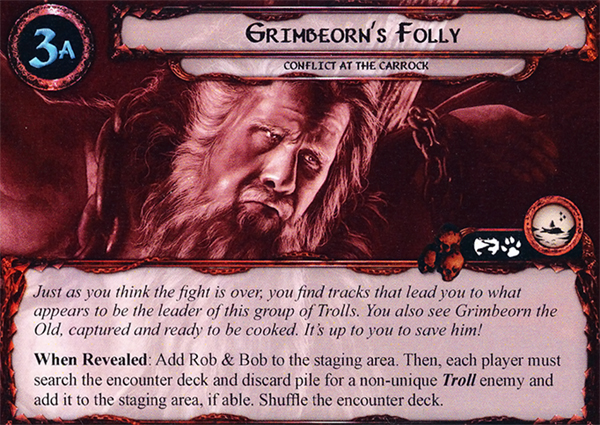 3A
Grimbeorn's Folly
Conflict at the Carrock
Just as you think the fight is over, you find tracks that lead you to what
appears to be the leader of this group of Trolls. You also see Grimbeorn the
Old, captured and ready to be cooked. It's up to you to save him!
When Revealed: Add Rob & Bob to the staging area. Then, each player must
search the encounter deck and discard pile for a non-unique Troll enemy and
add it to the staging area, if able. Shuffle the encounter deck.